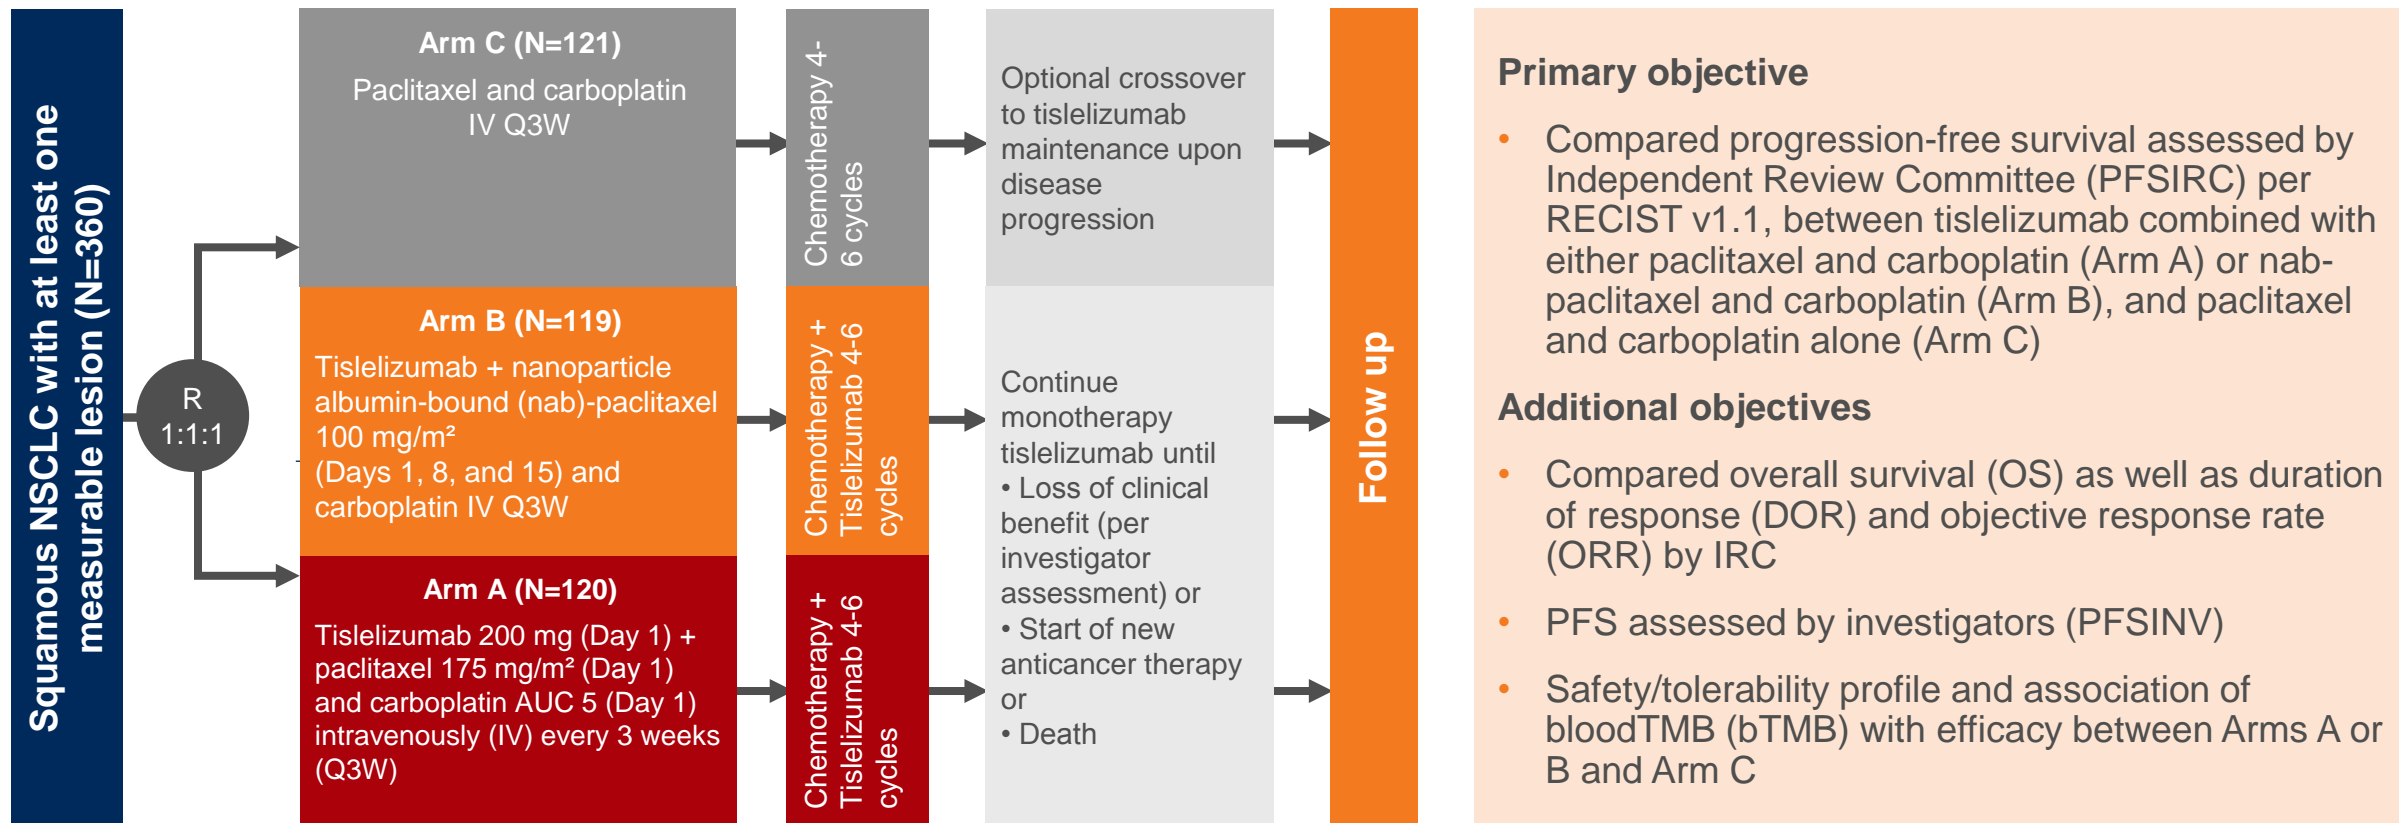 Squamous NSCLC with at least one
measurable lesion (N=360)
R
1:1:1
Arm C (N=121)
Paclitaxel and carboplatin
IV Q3W
Chemotherapy 4-
6 cycles
Optional crossover
to tislelizumab
maintenance upon
disease
progression
Arm B (N=119)
Tislelizumab + nanoparticle
albumin-bound (nab)-paclitaxel
100 mg/m²
(Days 1, 8, and 15) and
carboplatin IV Q3W
Chemotherapy +
Tislelizumab 4-6
cycles
Arm A (N=120)
Tislelizumab 200 mg (Day 1) +
paclitaxel 175 mg/m² (Day 1)
and carboplatin AUC 5 (Day 1)
intravenously (IV) every 3 weeks
(Q3W)
Chemotherapy +
Tislelizumab 4-6
cycles
Continue
monotherapy
tislelizumab until
• Loss of clinical
benefit (per
investigator
assessment) or
• Start of new
anticancer therapy
or
• Death
Follow up
Primary objective
• Compared progression-free survival assessed by
Independent Review Committee (PFSIRC) per
RECIST v1.1, between tislelizumab combined with
either paclitaxel and carboplatin (Arm A) or nab-
paclitaxel and carboplatin (Arm B), and paclitaxel
and carboplatin alone (Arm C)
Additional objectives
• Compared overall survival (OS) as well as duration
of response (DOR) and objective response rate
(ORR) by IRC
• PFS assessed by investigators (PFSINV)
• Safety/tolerability profile and association of
bloodTMB (bTMB) with efficacy between Arms A or
B and Arm C